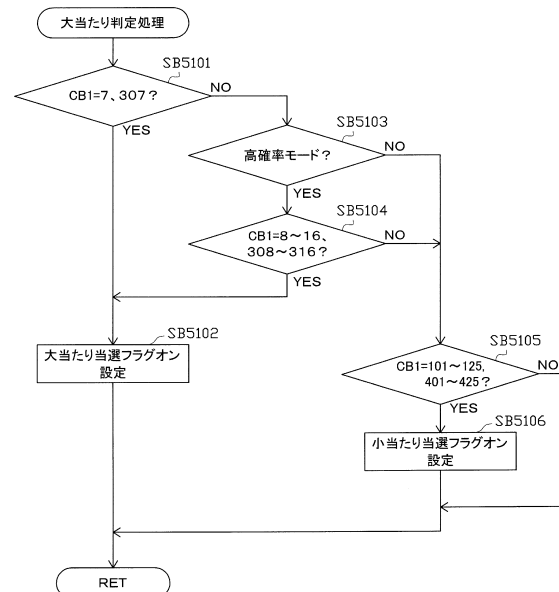 大当たり判定処理
SB5101
CB1=7、307？
NO
YES
SB5103
高確率モード？
NO
YES
SB5104
CB1=8～16、
308～316？
NO
YES
SB5102
大当たり当選フラグオン
設定
SB5105
CB1=101～125,
401～425？
NO
YES
SB5106
小当たり当選フラグオン
設定
RET